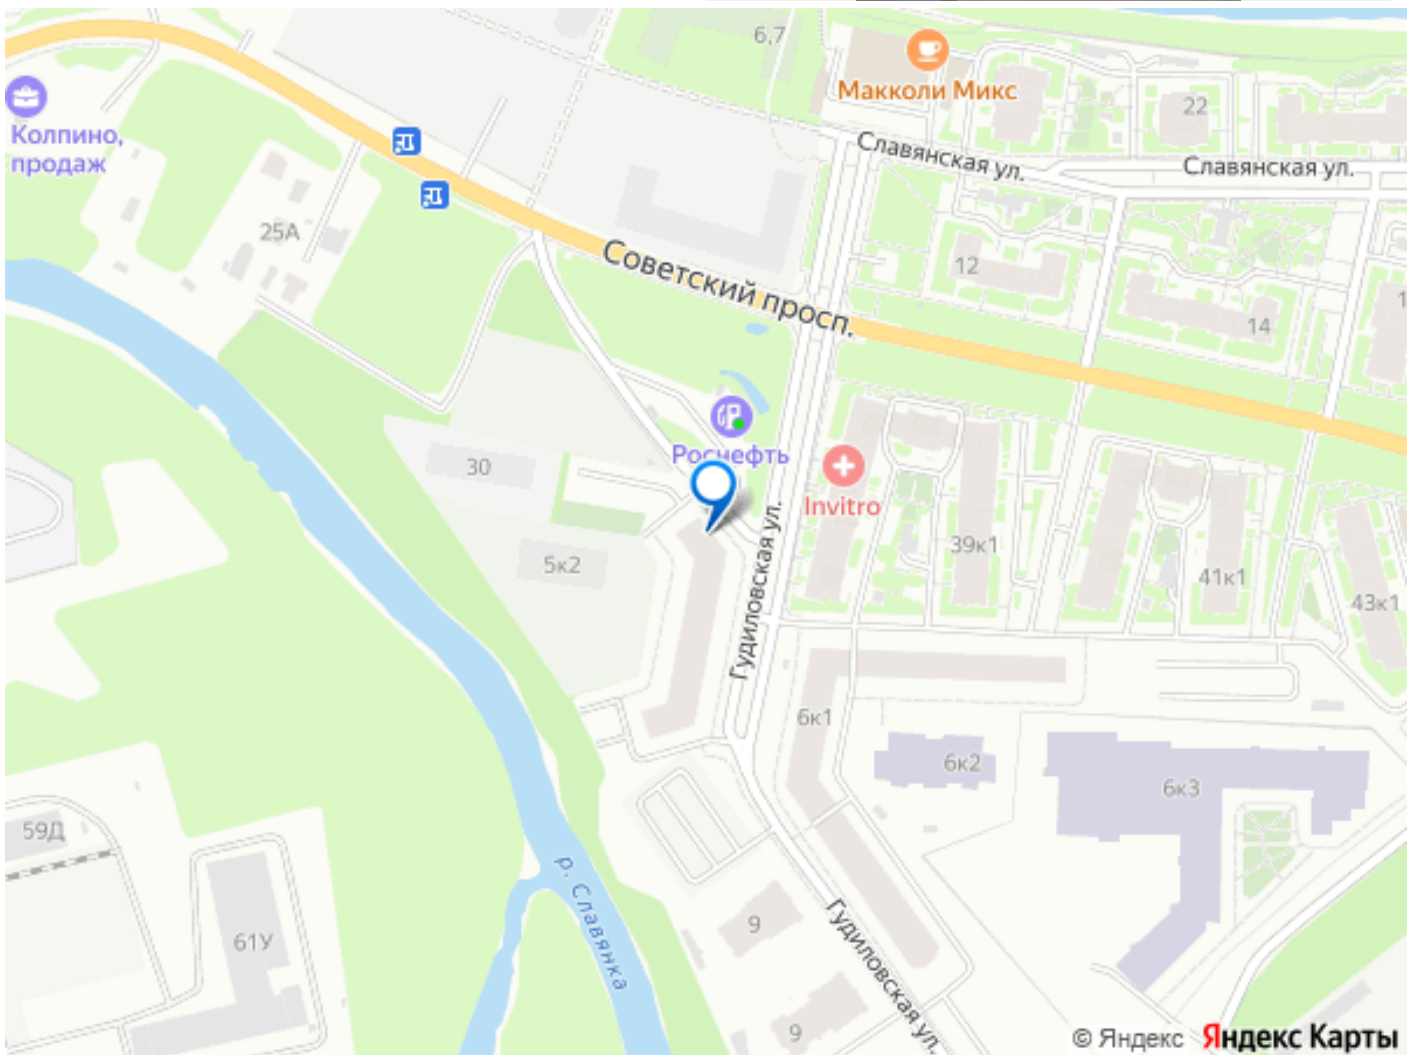 6,7
Макколи Микс
22
Колпино,
продаж
Славянская ул.
Славянская ул.
25А
Советский просп.
12
14
1
Роснефть
30
Invitro
5к2
39к1
41к1
43к1
Гудиловская ул.
6к1
6к2
6к3
59Д
р. Славянка
61У
9
Гудиловская ул.
9
© Яндекс Яндекс Карты